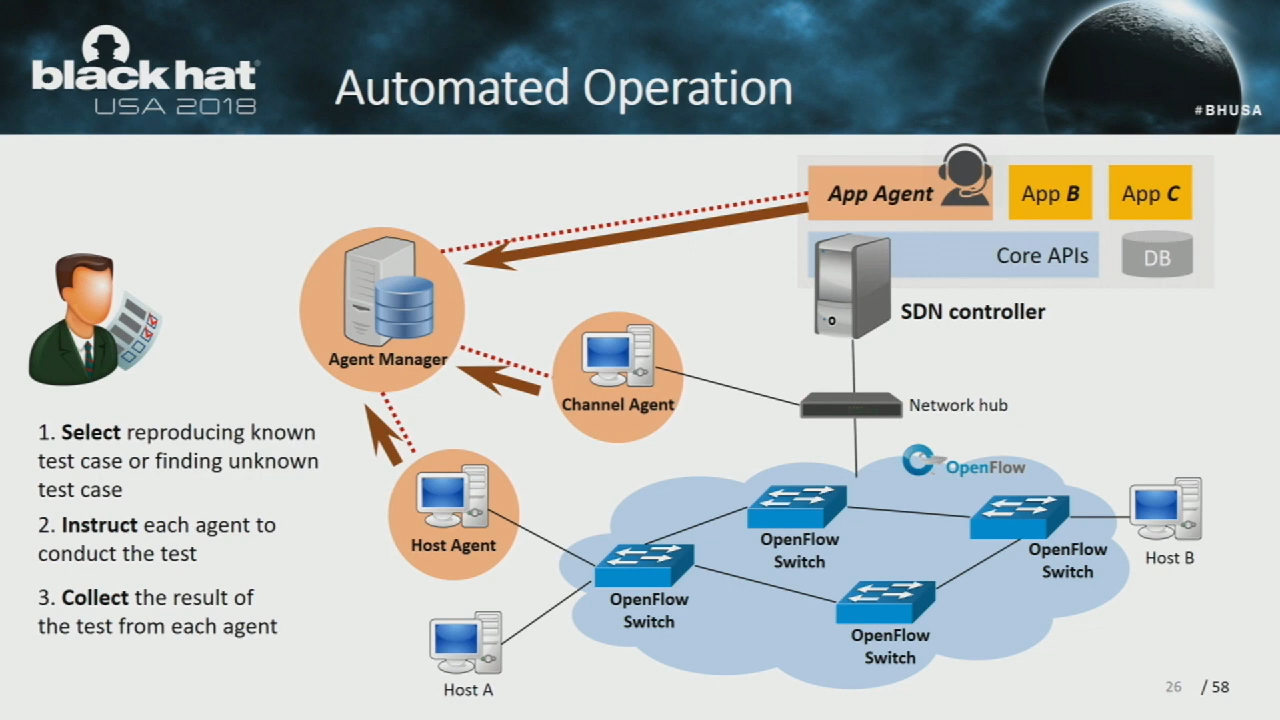 black hat
USA 2018
Automated Operation
#BHUSA
App Agent
App B
App C
Core APIs
DB
SDN controller
Agent Manager
Channel Agent
Network hub
1. Select reproducing known
test case or finding unknown
test case
2. Instruct each agent to
conduct the test
3. Collect the result of
the test from each agent
OpenFlow
Host Agent
OpenFlow
Switch
OpenFlow
Switch
Host B
OpenFlow
Switch
OpenFlow
Switch
Host A
26 / 58